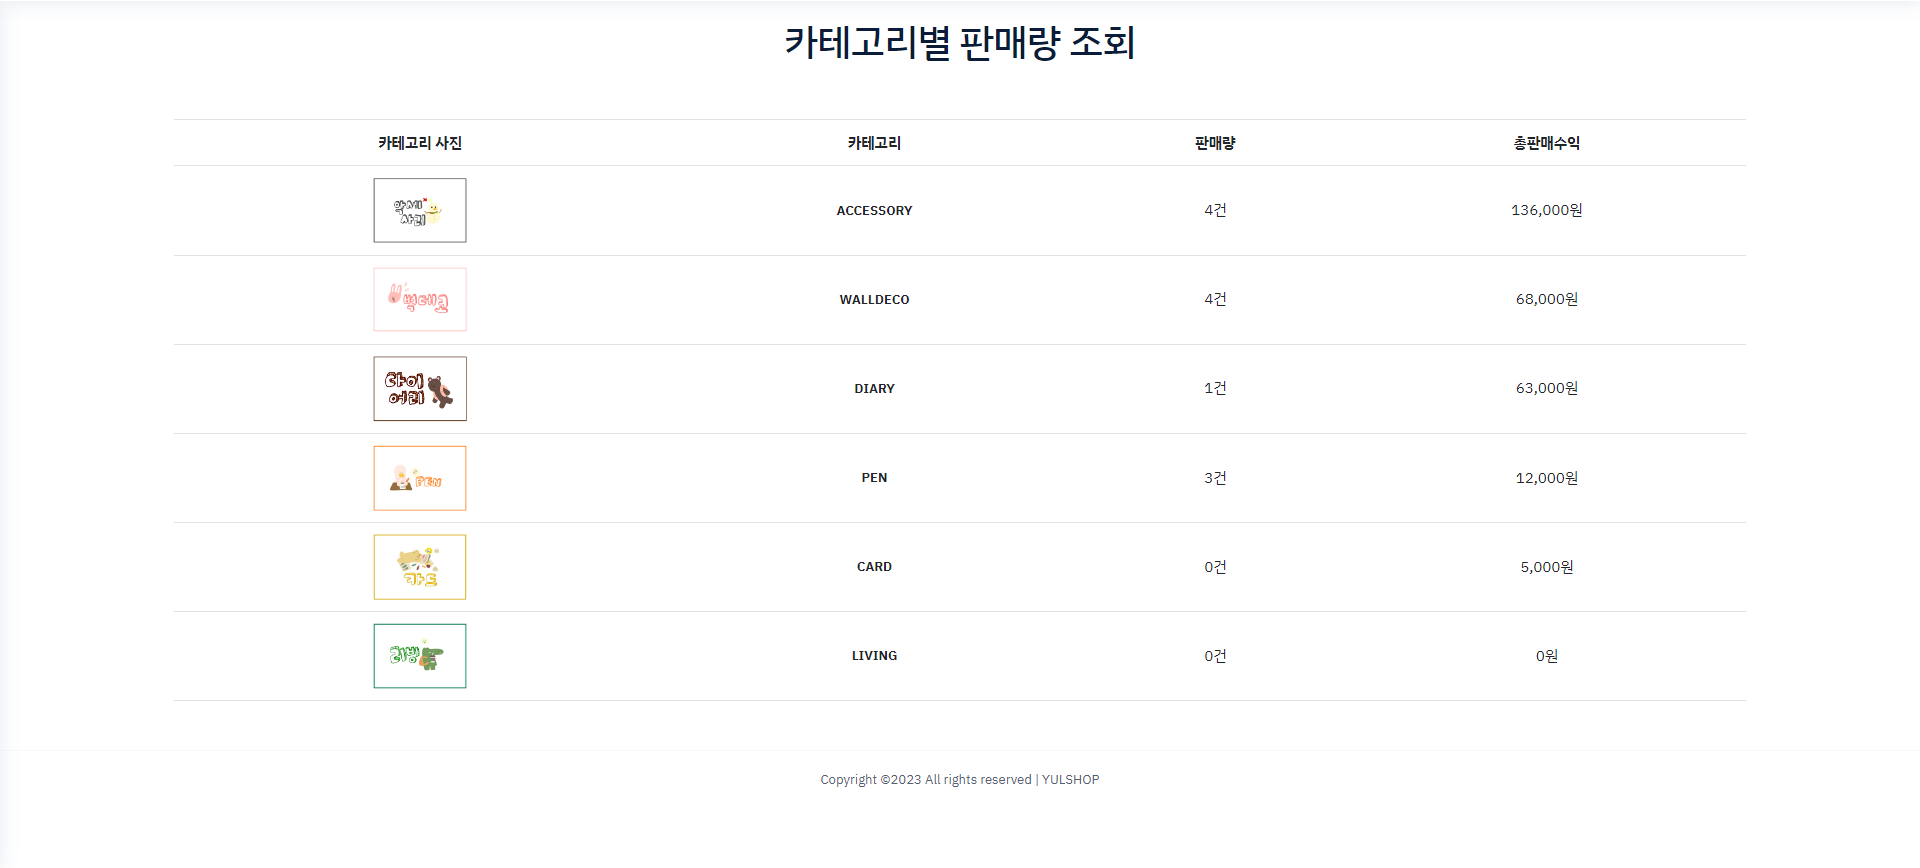 카테고리별 판매량 조회
카테고리 사진 카테고리 판매량 총판매수익
악세
사리
ACCESSORY 4건 136,000원
벽데코
WALLDECO 4건 68,000원
다이
어리
DIARY 1건 63,000원
PEN
PEN 3건 12,000원
카드
CARD 0건 5,000원
리빙
LIVING 0건 0원
Copyright ©2023 All rights reserved | YULSHOP